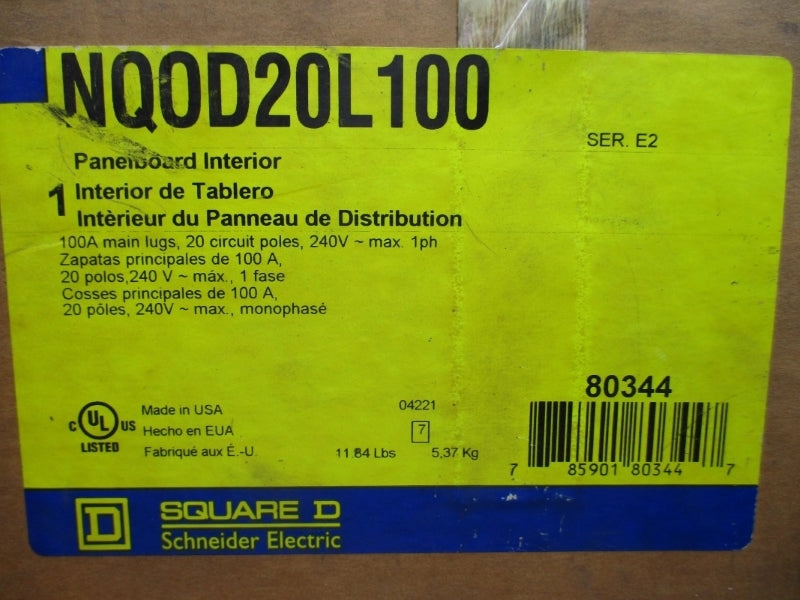 NQOD20L100
SER. E2
Panelboard Interior
1 Interior de Tablero
Intèrieur du Panneau de Distribution
100A main lugs, 20 circuit poles, 240V ~ max. 1ph
Zapatas principales de 100 A,
20 polos,240 V ~ máx., 1 fase
Cosses principales de 100 A,
20 pôles, 240V ~ max., monophasé
80344
C UL US
LISTED
Made in USA
Hecho en EUA
Fabriqué aux É.-U.
04221
7
11.84 Lbs 5,37 Kg
7 85901 80344 7
D SQUARE D
Schneider Electric